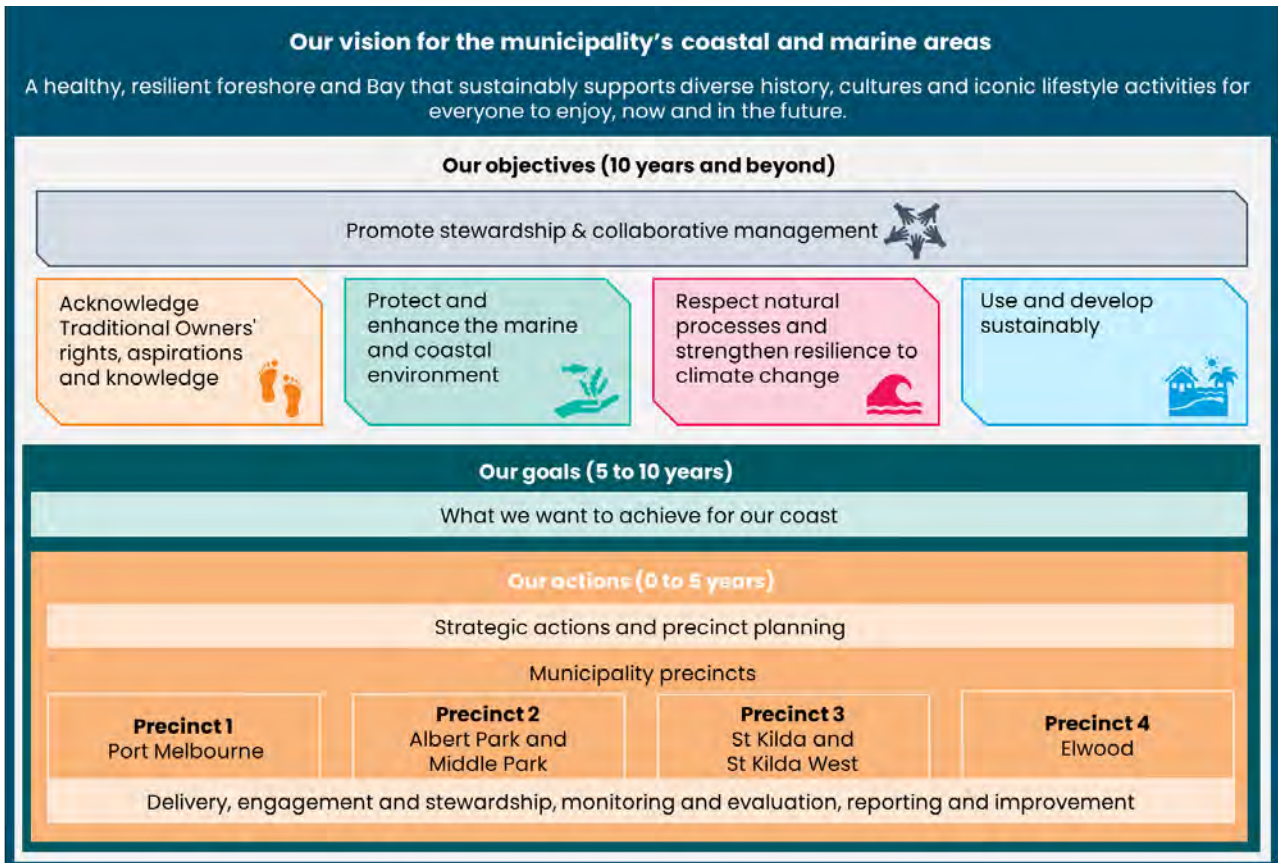 Our vision for the municipality's coastal and marine areas
A healthy, resilient foreshore and Bay that sustainably supports diverse history, cultures and iconic lifestyle activities for
everyone to enjoy, now and in the future.
Our objectives (10 years and beyond)
Promote stewardship & collaborative management
Acknowledge
Traditional Owners'
rights, aspirations
and knowledge
Protect and
enhance the marine
and coastal
environment
Respect natural
processes and
strengthen resilience to
climate change
Use and develop
sustainably
Our goals (5 to 10 years)
What we want to achieve for our coast
Our actions (0 to 5 years)
Strategic actions and precinct planning
Municipality precincts
Precinct 1
Port Melbourne
Precinct 2
Albert Park and
Middle Park
Precinct 3
St Kilda and
St Kilda West
Precinct 4
Elwood
Delivery, engagement and stewardship, monitoring and evaluation, reporting and improvement